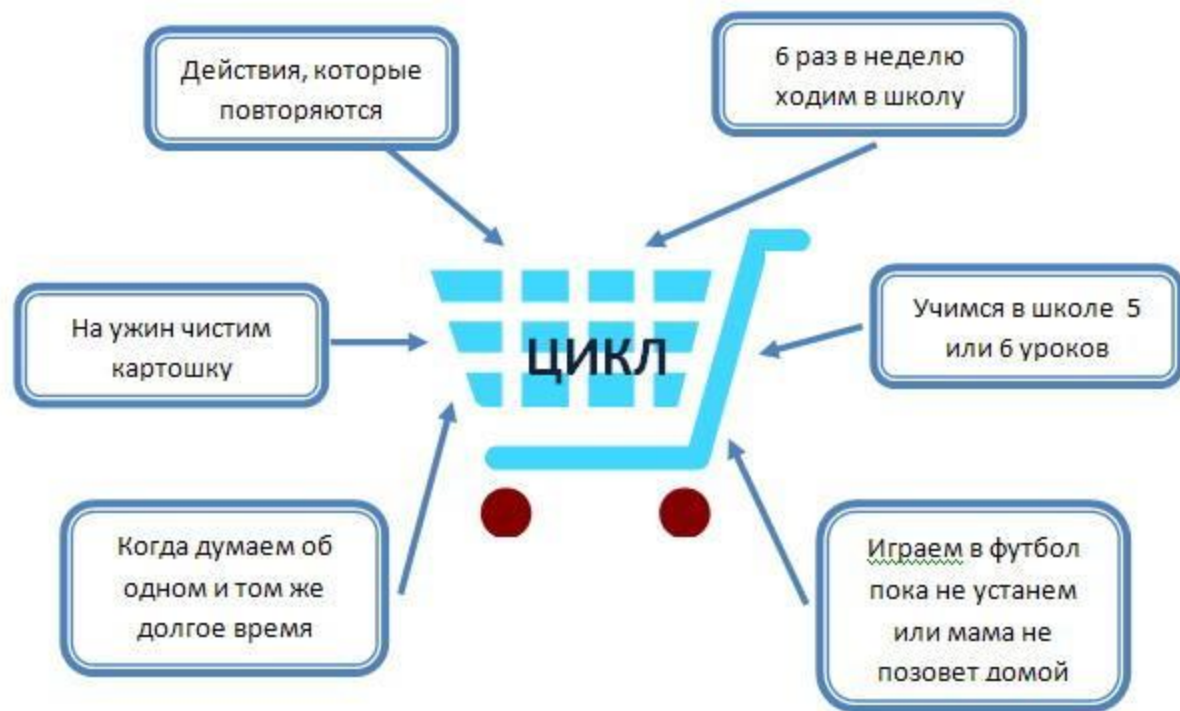 Действия, которые
повторяются
6 раз в неделю
ходим в школу
На ужин чистим
картошку
ЦИКЛ
Учимся в школе 5
или 6 уроков
Когда думаем об
одном и том же
долгое время
Играем в футбол
пока не устанем
или мама не
позовет домой